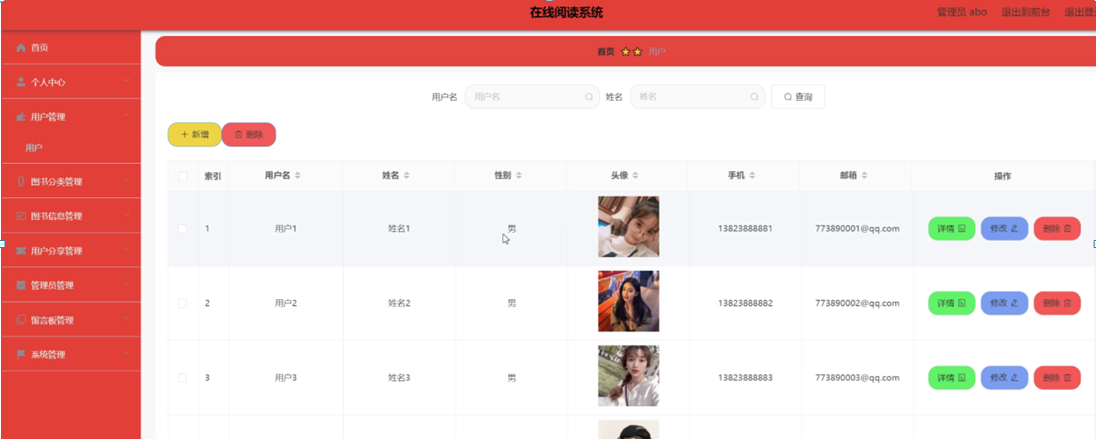 在线阅读系统
管理员 abo 退出到前台 退出登
首页
个人中心
用户管理
用户
图书分类管理
图书信息管理
用户分享管理
管理员管理
留言板管理
系统管理
首页 用户
用户名 用户名 姓名 姓名 查询
+ 新增 删除
索引 用户名 姓名 性别 头像 手机 邮箱 操作
1 用户1 姓名1 男 13823888881 773890001@qq.com 详情 修改 删除
2 用户2 姓名2 男 13823888882 773890002@qq.com 详情 修改 删除
3 用户3 姓名3 男 13823888883 773890003@qq.com 详情 修改 删除